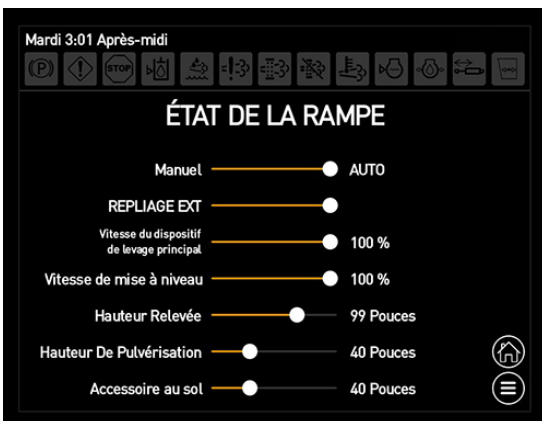 Mardi 3:01 Après-midi
(P) STOP
ÉTAT DE LA RAMPE
Manuel AUTO
REPLIAGE EXT
Vitesse du dispositif
de levage principal 100 %
Vitesse de mise à niveau 100 %
Hauteur Relevée 99 Pouces
Hauteur De Pulvérisation 40 Pouces
Accessoire au sol 40 Pouces